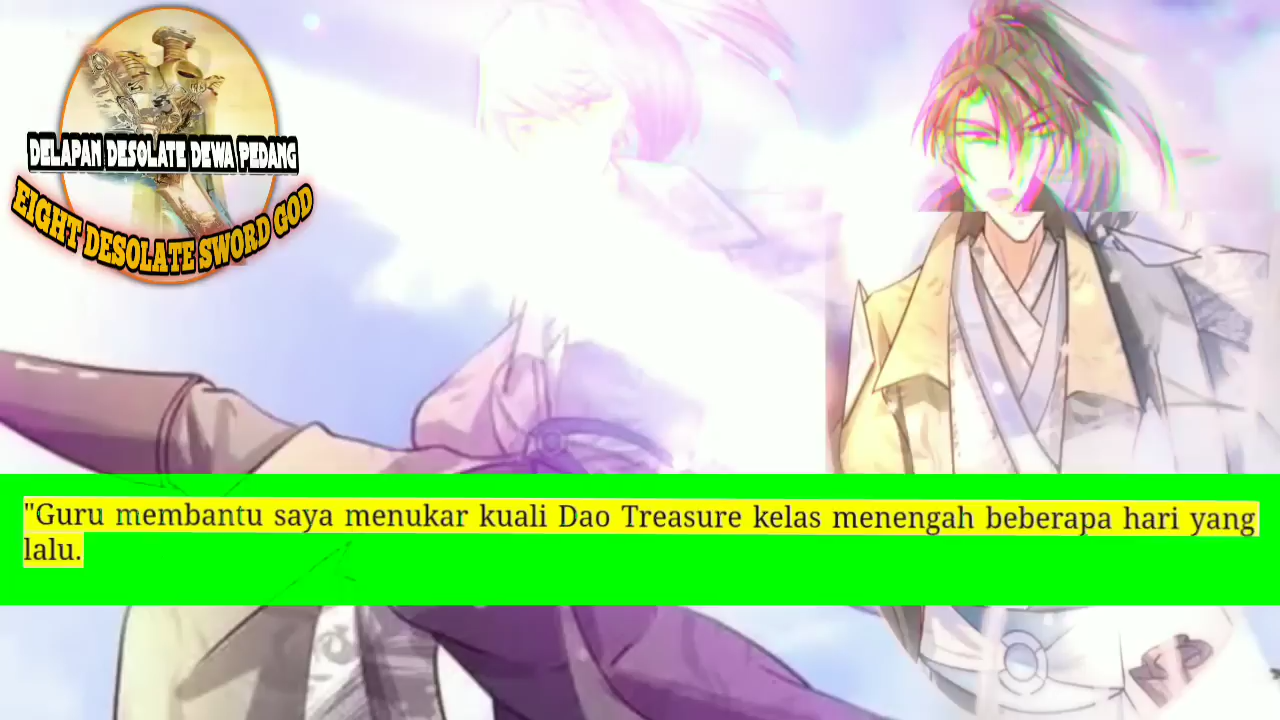 DELAPAN DESOLATE DEWA PEDANG
EIGHT DESOLATE SWORD GOD
"Guru membantu saya menukar kuali Dao Treasure kelas menengah beberapa hari yang
lalu.